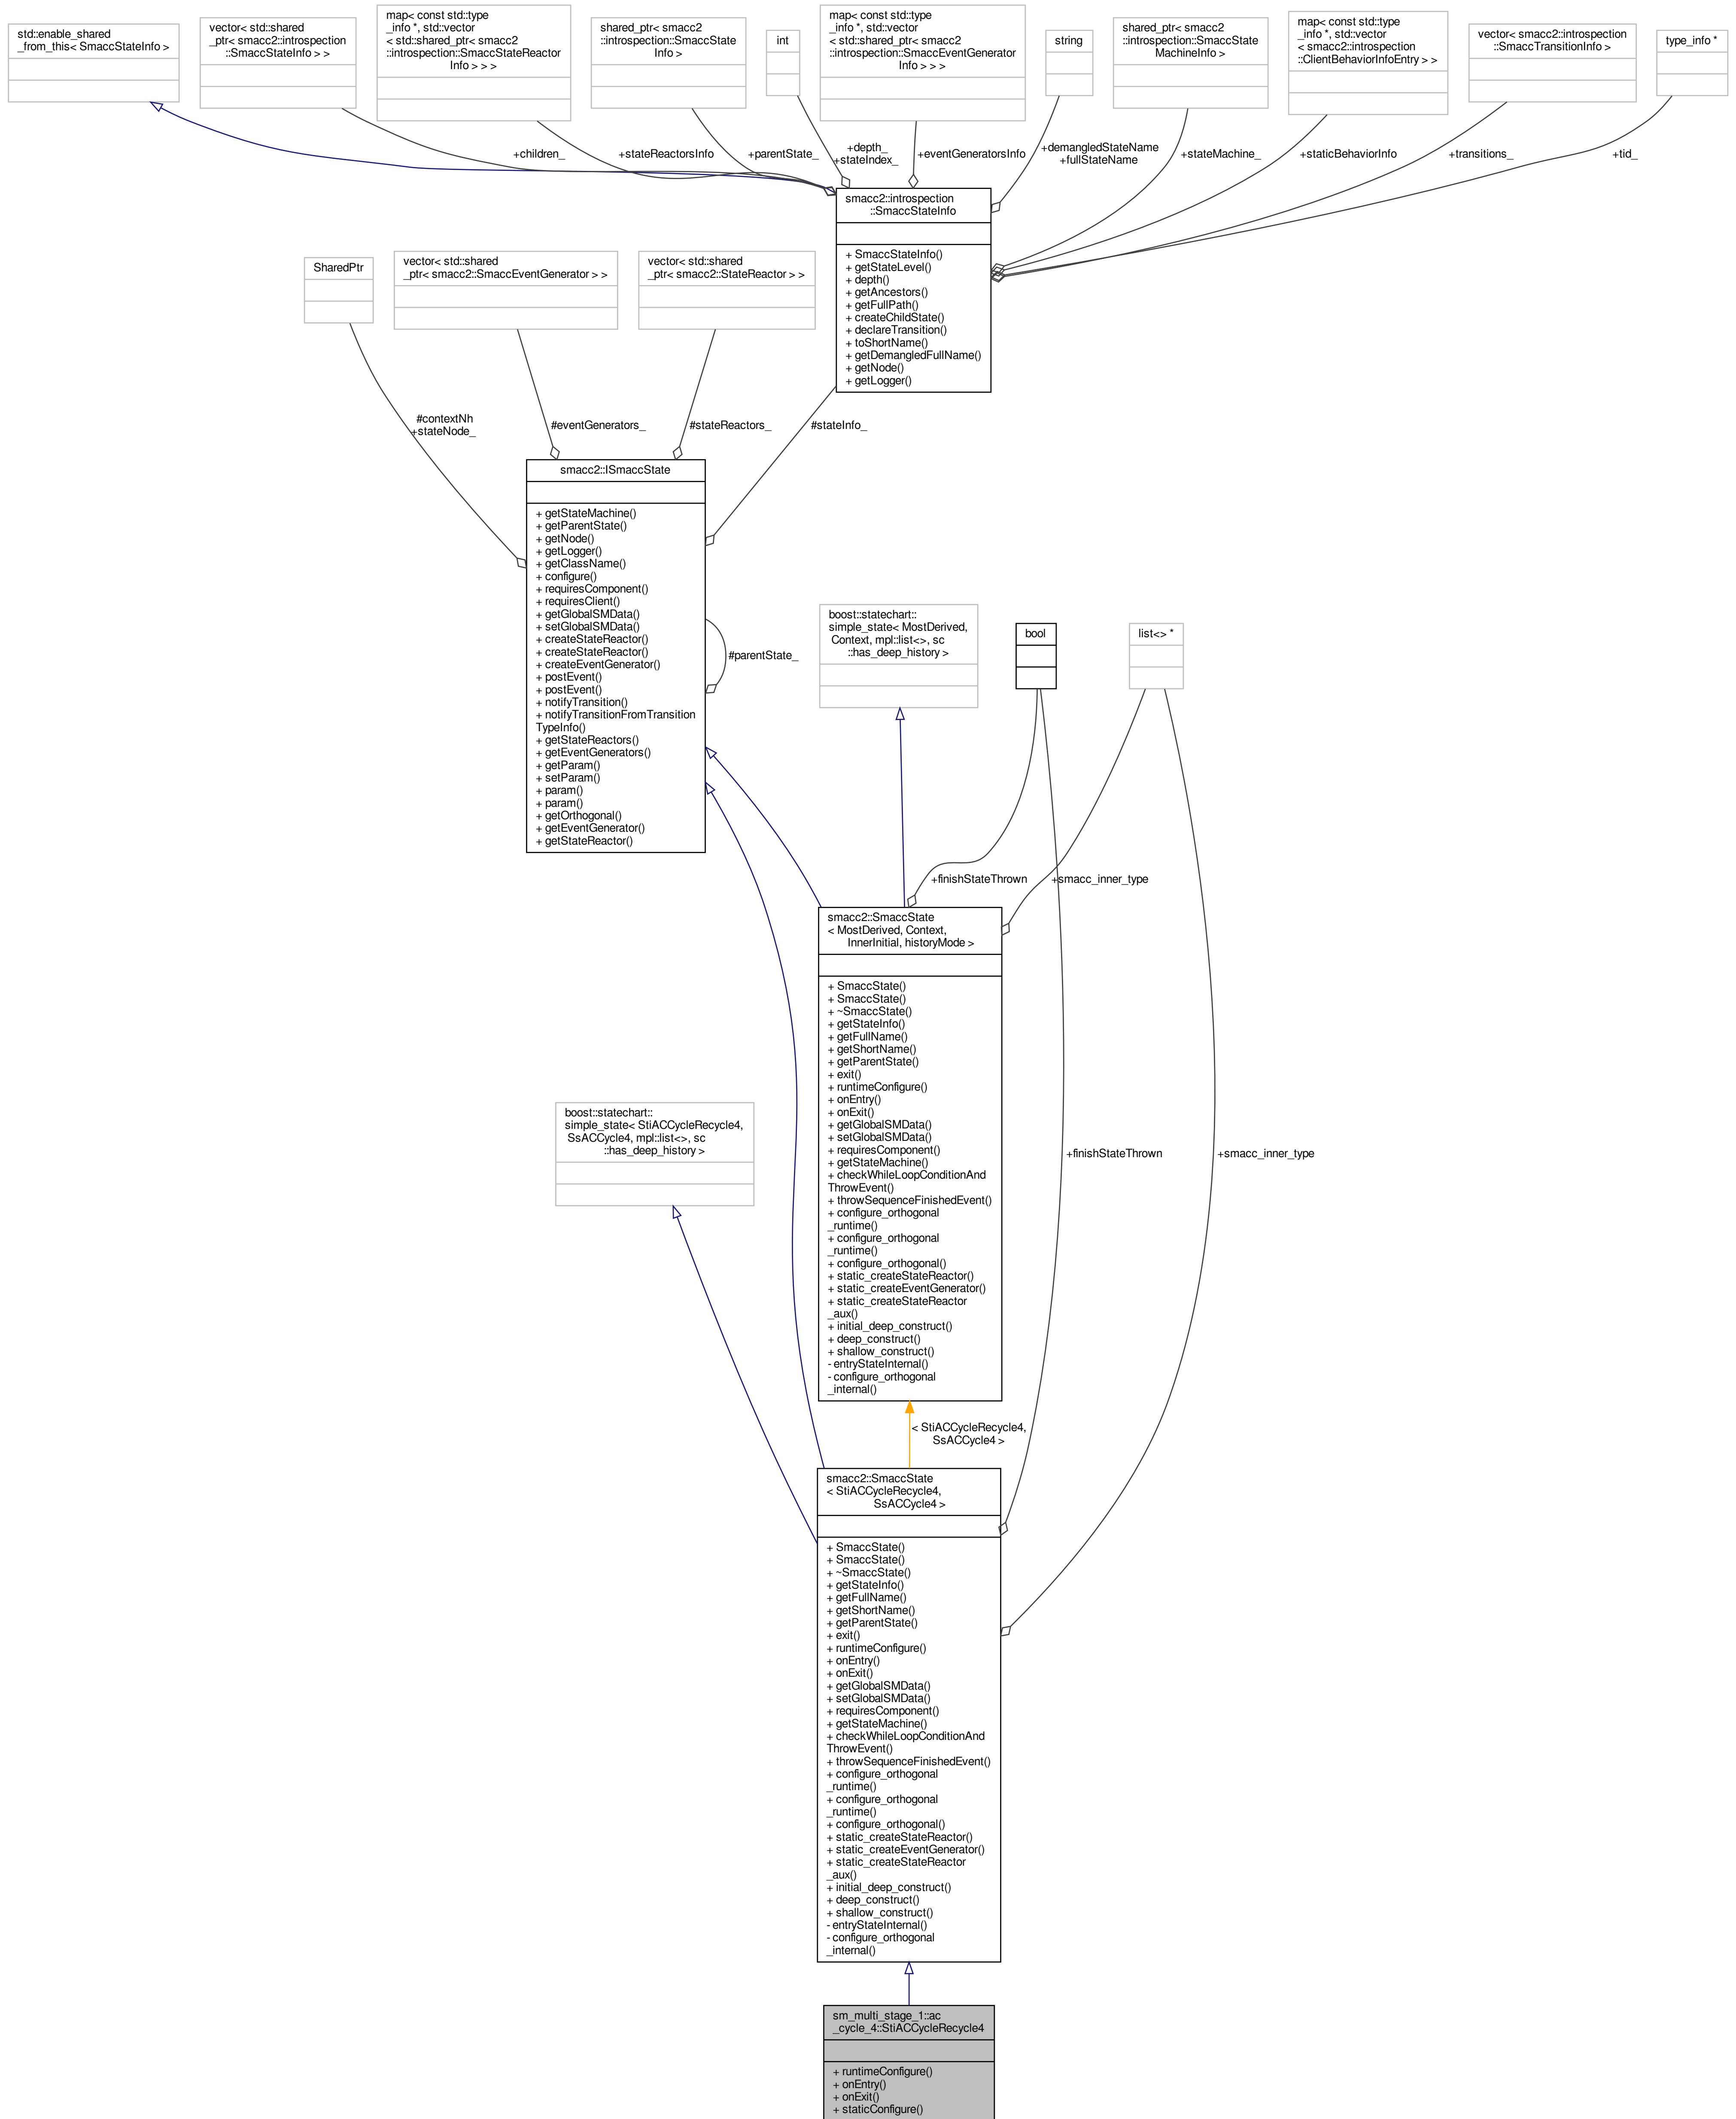 std::enable_shared
_from_this< SmaccStateInfo >
vector< std::shared
_ptr< smacc2::introspection
::SmaccStateInfo > >
map< const std::type
_info *, std::vector
< std::shared_ptr< smacc2
::introspection::SmaccStateReactor
Info > > >
shared_ptr< smacc2
::introspection::SmaccState
Info >
int
map< const std::type
_info *, std::vector
< std::shared_ptr< smacc2
::introspection::SmaccEventGenerator
Info > > >
string
shared_ptr< smacc2
::introspection::SmaccState
MachineInfo >
map< const std::type
_info *, std::vector
< smacc2::introspection
::ClientBehaviorInfoEntry > >
vector< smacc2::introspection
::SmaccTransitionInfo >
type_info *
+children_
+stateReactorsInfo
+parentState_
+depth_
+stateIndex_
+eventGeneratorsInfo
+demangledStateName
+fullStateName
+stateMachine_
+staticBehaviorInfo
+transitions_
+tid_
smacc2::introspection
::SmaccStateInfo
+ SmaccStateInfo()
+ getStateLevel()
+ depth()
+ getAncestors()
+ getFullPath()
+ createChildState()
+ declareTransition()
+ toShortName()
+ getDemangledFullName()
+ getNode()
+ getLogger()
SharedPtr
vector< std::shared
_ptr< smacc2::SmaccEventGenerator > >
vector< std::shared
_ptr< smacc2::StateReactor > >
#contextNh
+stateNode_
#eventGenerators_
#stateReactors_
#stateInfo_
smacc2::ISmaccState
+ getStateMachine()
+ getParentState()
+ getNode()
+ getLogger()
+ getClassName()
+ configure()
+ requiresComponent()
+ requiresClient()
+ getGlobalSMData()
+ setGlobalSMData()
+ createStateReactor()
+ createStateReactor()
+ createEventGenerator()
+ postEvent()
+ postEvent()
+ notifyTransition()
+ notifyTransitionFromTransition
TypeInfo()
+ getStateReactors()
+ getEventGenerators()
+ getParam()
+ setParam()
+ param()
+ param()
+ getOrthogonal()
+ getEventGenerator()
+ getStateReactor()
#parentState_
boost::statechart::
simple_state< MostDerived,
Context, mpl::list<>, sc
::has_deep_history >
bool
list<> *
+finishStateThrown
+smacc_inner_type
smacc2::SmaccState
< MostDerived, Context,
InnerInitial, historyMode >
+ SmaccState()
+ SmaccState()
+ ~SmaccState()
+ getStateInfo()
+ getFullName()
+ getShortName()
+ getParentState()
+ exit()
+ runtimeConfigure()
+ onEntry()
+ onExit()
+ getGlobalSMData()
+ setGlobalSMData()
+ requiresComponent()
+ getStateMachine()
+ checkWhileLoopConditionAnd
ThrowEvent()
+ throwSequenceFinishedEvent()
+ configure_orthogonal
_runtime()
+ configure_orthogonal
_runtime()
+ configure_orthogonal()
+ static_createStateReactor()
+ static_createEventGenerator()
+ static_createStateReactor
_aux()
+ initial_deep_construct()
+ deep_construct()
+ shallow_construct()
- entryStateInternal()
- configure_orthogonal
_internal()
boost::statechart::
simple_state< StiACCycleRecycle4,
SsACCycle4, mpl::list<>, sc
::has_deep_history >
+finishStateThrown
+smacc_inner_type
< StiACCycleRecycle4,
SsACCycle4 >
smacc2::SmaccState
< StiACCycleRecycle4,
SsACCycle4 >
+ SmaccState()
+ SmaccState()
+ ~SmaccState()
+ getStateInfo()
+ getFullName()
+ getShortName()
+ getParentState()
+ exit()
+ runtimeConfigure()
+ onEntry()
+ onExit()
+ getGlobalSMData()
+ setGlobalSMData()
+ requiresComponent()
+ getStateMachine()
+ checkWhileLoopConditionAnd
ThrowEvent()
+ throwSequenceFinishedEvent()
+ configure_orthogonal
_runtime()
+ configure_orthogonal
_runtime()
+ configure_orthogonal()
+ static_createStateReactor()
+ static_createEventGenerator()
+ static_createStateReactor
_aux()
+ initial_deep_construct()
+ deep_construct()
+ shallow_construct()
- entryStateInternal()
- configure_orthogonal
_internal()
sm_multi_stage_1::ac
_cycle_4::StiACCycleRecycle4
+ runtimeConfigure()
+ onEntry()
+ onExit()
+ staticConfigure()